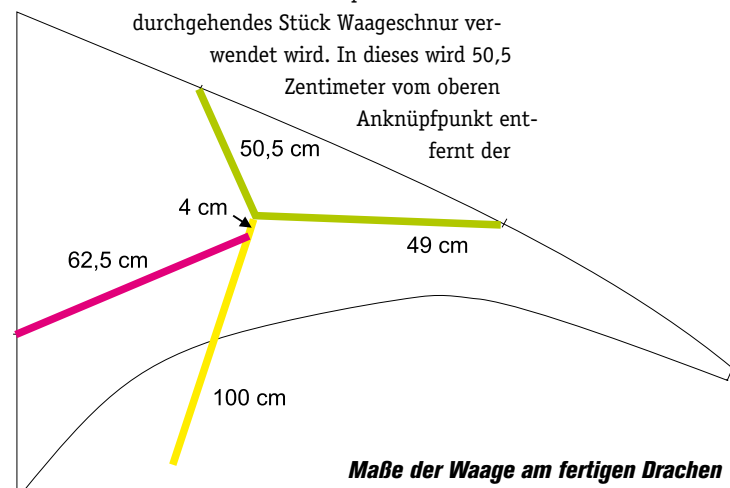 durchgehendes Stück Waageschnur ver-
wendet wird. In dieses wird 50,5
Zentimeter vom oberen
Anknüpfpunkt ent-
fernt der
50,5 cm
4 cm
49 cm
62,5 cm
100 cm
Maße der Waage am fertigen Drachen